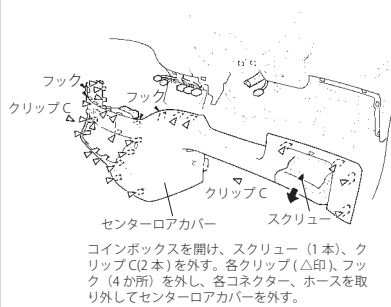 フック
クリップ C
フック
クリップ C
センターロアカバー
スクリュー
コインボックスを開け、スクリュー（1 本）、ク
リップ C(2 本 ) を外す。各クリップ ( △印 )、フッ
ク（4 か所）を外し、各コネクター、ホースを取
り外してセンターロアカバーを外す。